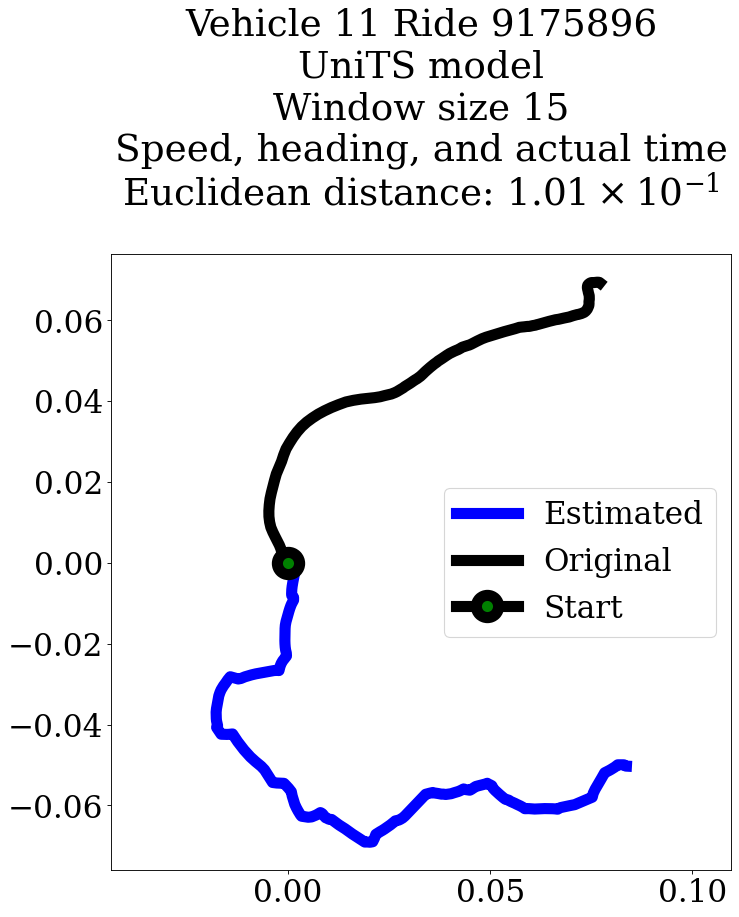 Vehicle 11 Ride 9175896
UniTS model
Window size 15
Speed, heading, and actual time
Euclidean distance: 1.01 × 10⁻¹
0.06
0.04
0.02
0.00
−0.02
−0.04
−0.06
Estimated
Original
Start
0.00 0.05 0.10